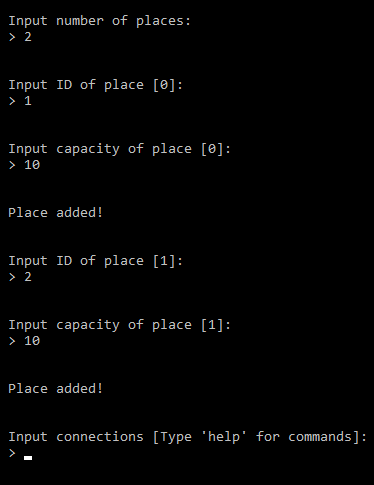 Input number of places:
> 2
Input ID of place [0]:
> 1
Input capacity of place [0]:
> 10
Place added!
Input ID of place [1]:
> 2
Input capacity of place [1]:
> 10
Place added!
Input connections [Type 'help' for commands]:
>